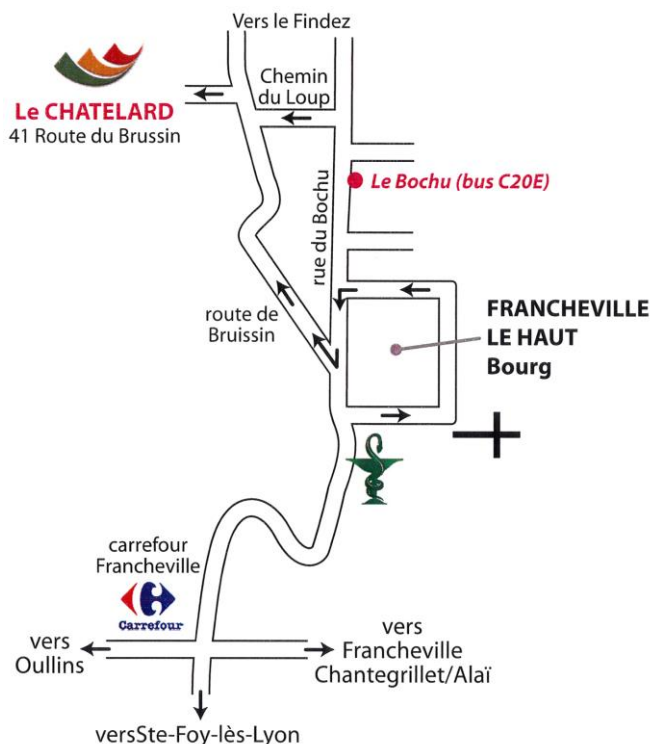 Vers le Findez
Le CHATELARD
41 Route du Brussin
Chemin
du Loup
Le Bochu (bus C20E)
rue du Bochu
route de
Bruissin
FRANCHEVILLE
LE HAUT
Bourg
carrefour
Francheville
Carrefour
vers
Oullins
vers
Francheville
Chantegrillet/Alaï
versSte-Foy-lès-Lyon